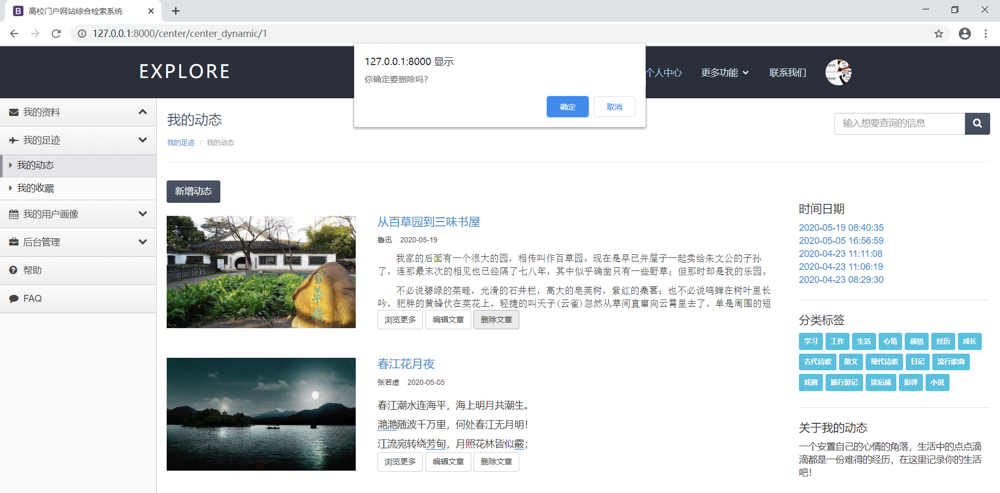 高校门户网站综合检索系统
127.0.0.1:8000/center/center_dynamic/1
127.0.0.1:8000 显示
你确定要删除吗?
确定
取消
EXPLORE
个人中心
更多功能
联系我们
我的资料
我的足迹
我的动态
我的收藏
我的用户画像
后台管理
帮助
FAQ
我的动态
我的足迹 / 我的动态
输入想要查询的信息
新增动态
百草园
从百草园到三味书屋
鲁迅 2020-05-19
我家的后面有一个很大的园，相传叫作百草园。现在是早已并屋子一起卖给朱文公的子孙
了，连那最末次的相见也已经隔了七八年，其中似乎确凿只有一些野草；但那时却是我的乐园。
不必说碧绿的菜畦，光滑的石井栏，高大的皂荚树，紫红的桑葚；也不必说鸣蝉在树叶里长
吟，肥胖的黄蜂伏在菜花上，轻捷的叫天子(云雀)忽然从草间直窜向云霄里去了。单是周围的短
浏览更多
编辑文章
删除文章
春江花月夜
张若虚 2020-05-05
春江潮水连海平，海上明月共潮生。
滟滟随波千万里，何处春江无月明！
江流宛转绕芳甸，月照花林皆似霰；
浏览更多
编辑文章
删除文章
时间日期
2020-05-19 08:40:35
2020-05-05 16:56:59
2020-04-23 11:11:08
2020-04-23 11:06:19
2020-04-23 08:29:30
分类标签
学习 工作 生活 心情 感悟 经历 成长
古代诗歌 散文 现代诗歌 日记 流行歌曲
戏剧 旅行游记 读后感 影评 小说
关于我的动态
一个安置自己的心情的角落，生活中的点点滴
滴都是一份难得的经历，在这里记录你的生活
吧！